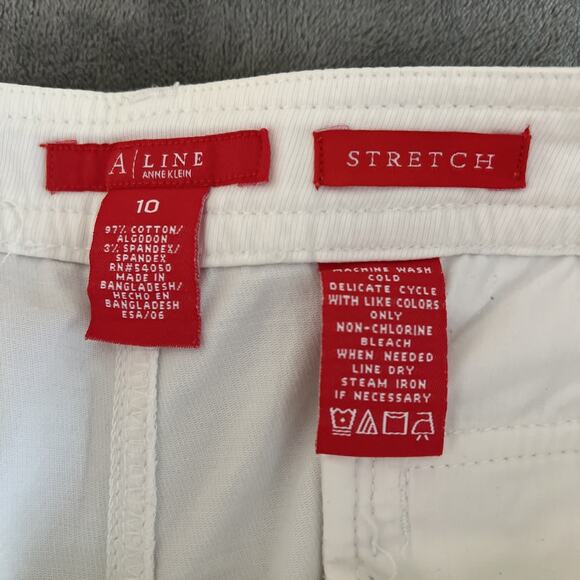 A|LINE
ANNE KLEIN
10
97% COTTON/
ALGODON
3% SPANDEX/
SPANDEX
RN#54050
MADE IN
BANGLADESH/
HECHO EN
BANGLADESH
ESA/06
STRETCH
MACHINE WASH
COLD
DELICATE CYCLE
WITH LIKE COLORS
ONLY
NON-CHLORINE
BLEACH
WHEN NEEDED
LINE DRY
STEAM IRON
IF NECESSARY